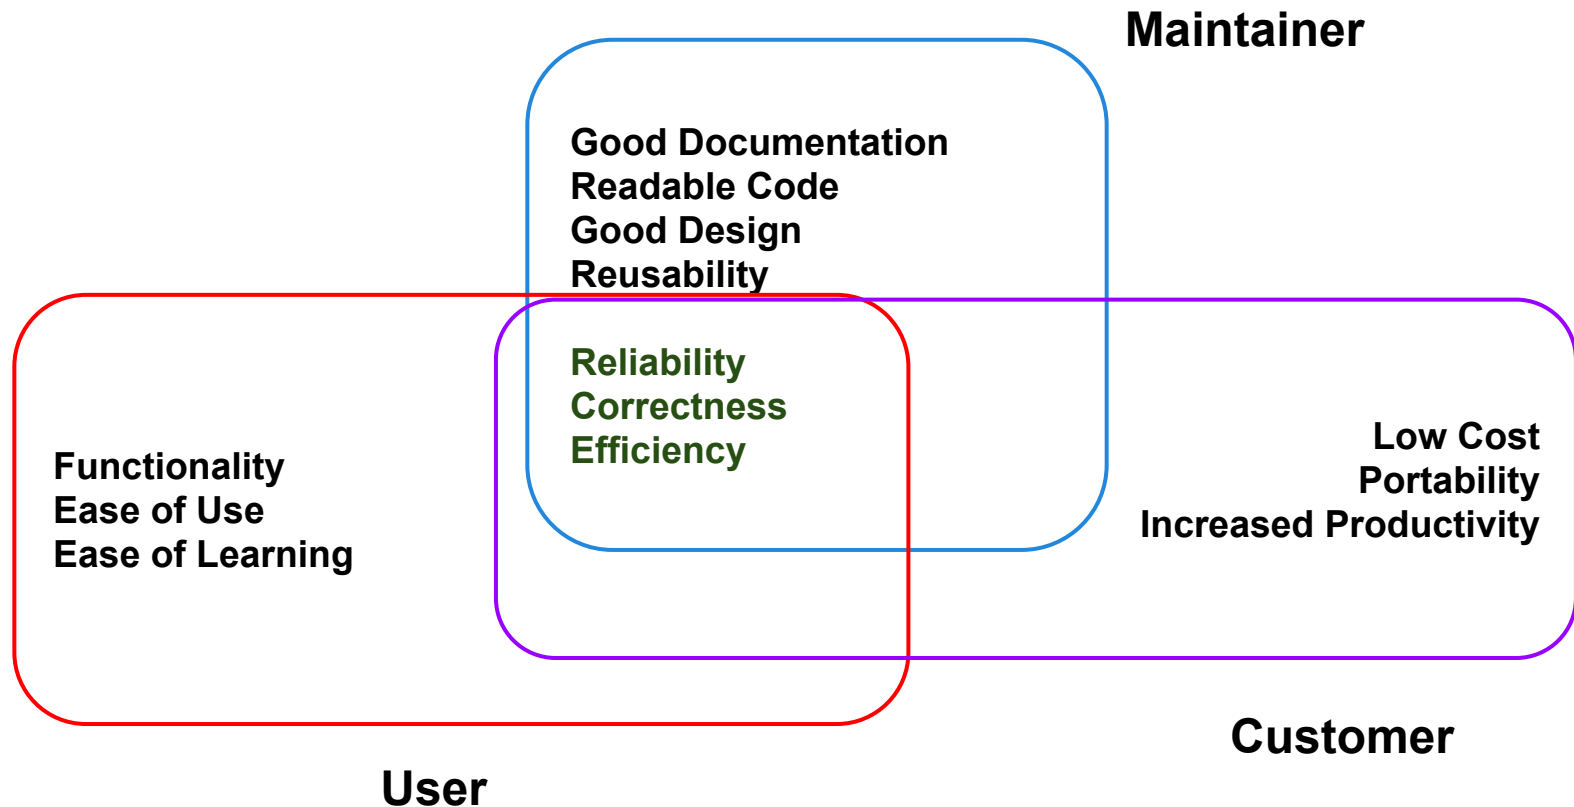 Maintainer
Good Documentation
Readable Code
Good Design
Reusability
Reliability
Correctness
Efficiency
Functionality
Ease of Use
Ease of Learning
Low Cost
Portability
Increased Productivity
Customer
User